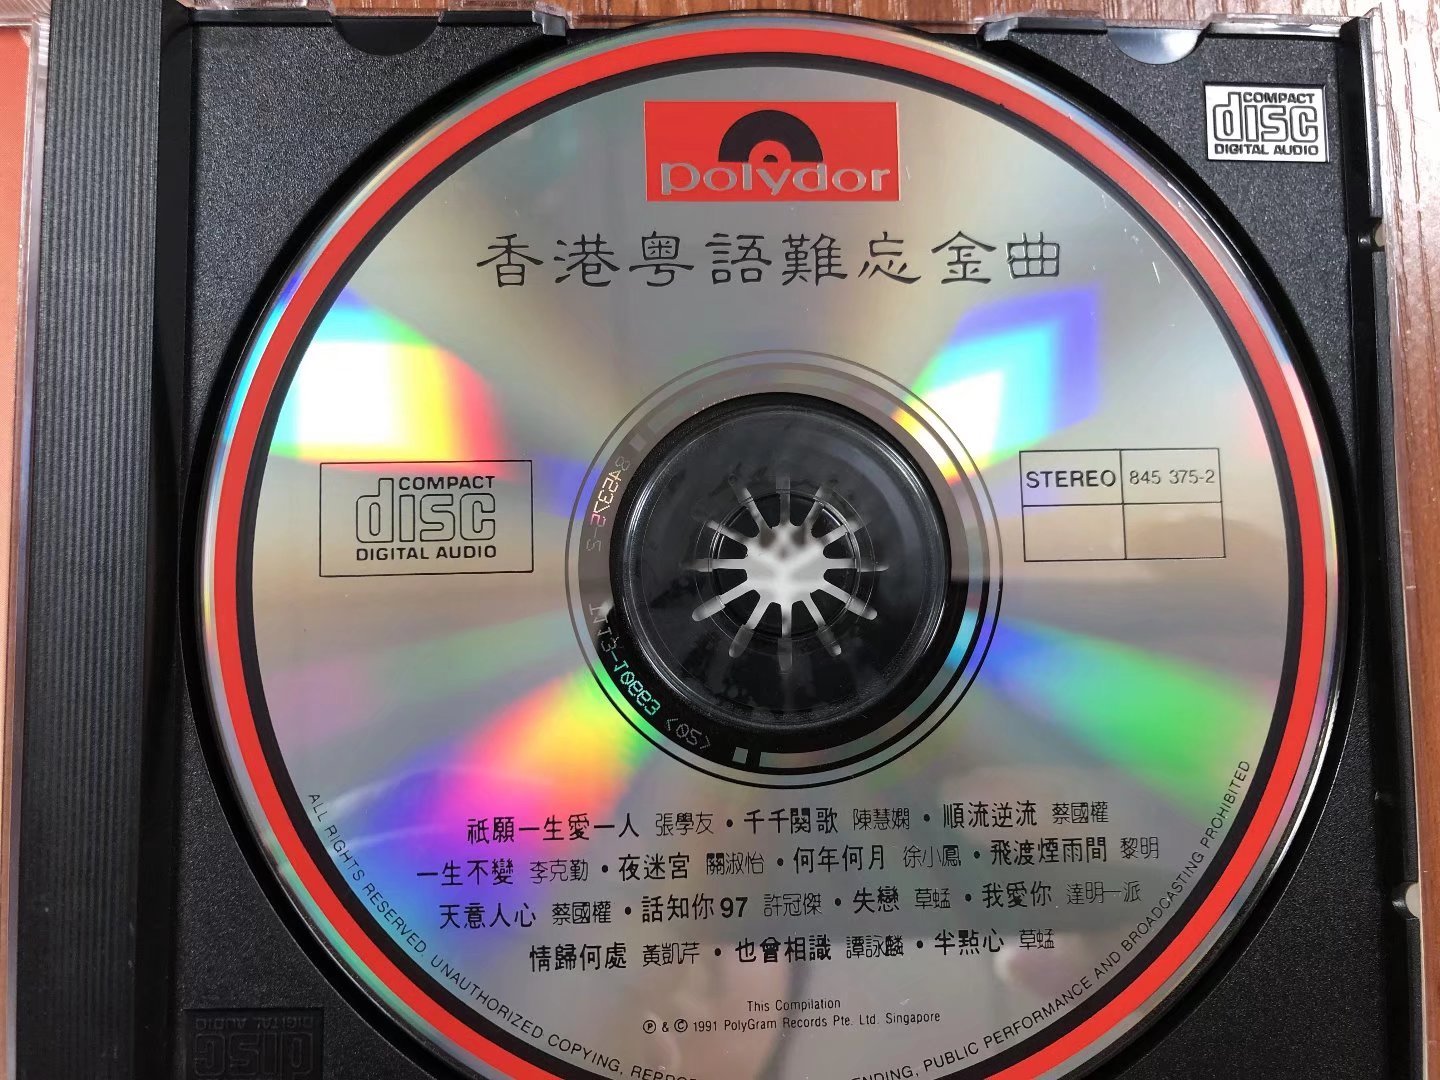 polydor
香港粵語難忘金曲
COMPACT
disc
DIGITAL AUDIO
COMPACT
disc
DIGITAL AUDIO
STEREO 845 375-2
祇願一生愛一人 張學友・千千闋歌 陳慧嫻・順流逆流 蔡國權
一生不變 李克勤・夜迷宮 關淑怡・何年何月 徐小鳳・飛渡煙雨間 黎明
天意人心 蔡國權・話知你97 許冠傑・失戀 草蜢・我愛你 達明一派
情歸何處 黃凱芹・也曾相識 譚詠麟・半點心 草蜢
This Compilation
℗ & © 1991 PolyGram Records Pte. Ltd. Singapore
ALL RIGHTS RESERVED. UNAUTHORIZED COPYING, PUBLIC PERFORMANCE AND BROADCASTING PROHIBITED
DIGITAL AUDIO
disc